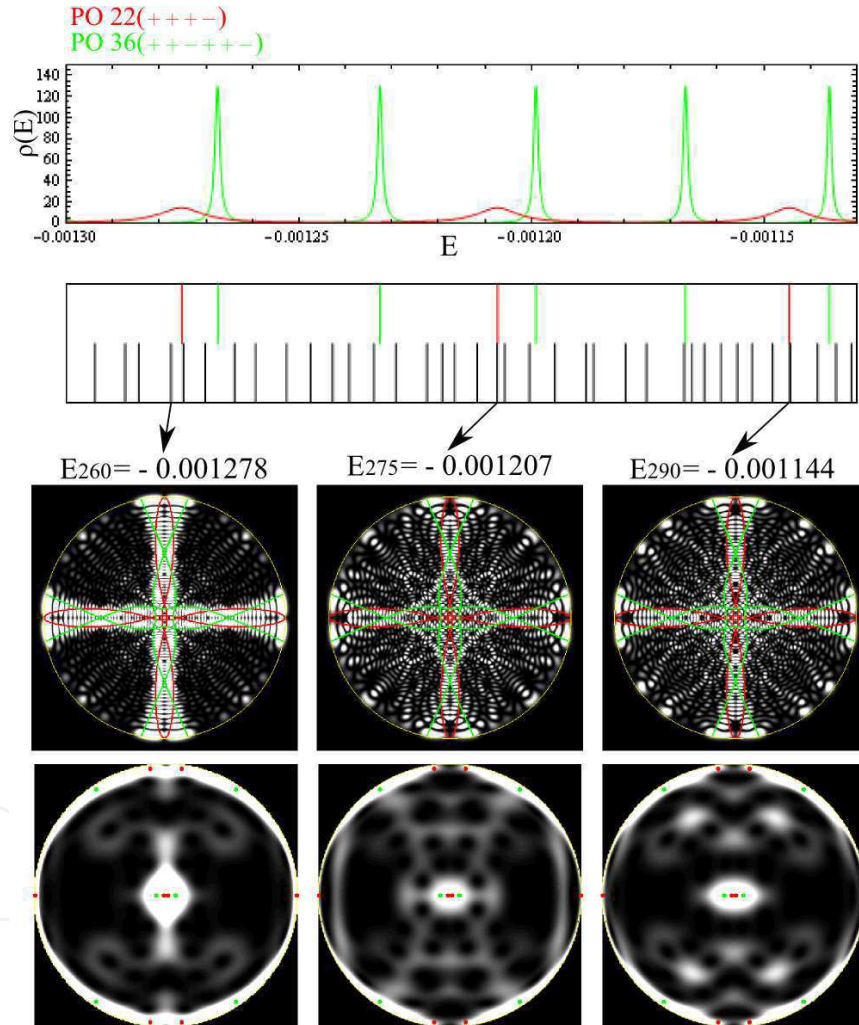 PO 22(+ + + −)
PO 36(+ + − + + −)
140
120
100
80
60
40
20
0
ρ(E)
−0.00130 −0.00125 −0.00120 −0.00115
E
E260= - 0.001278 E275= - 0.001207 E290= - 0.001144